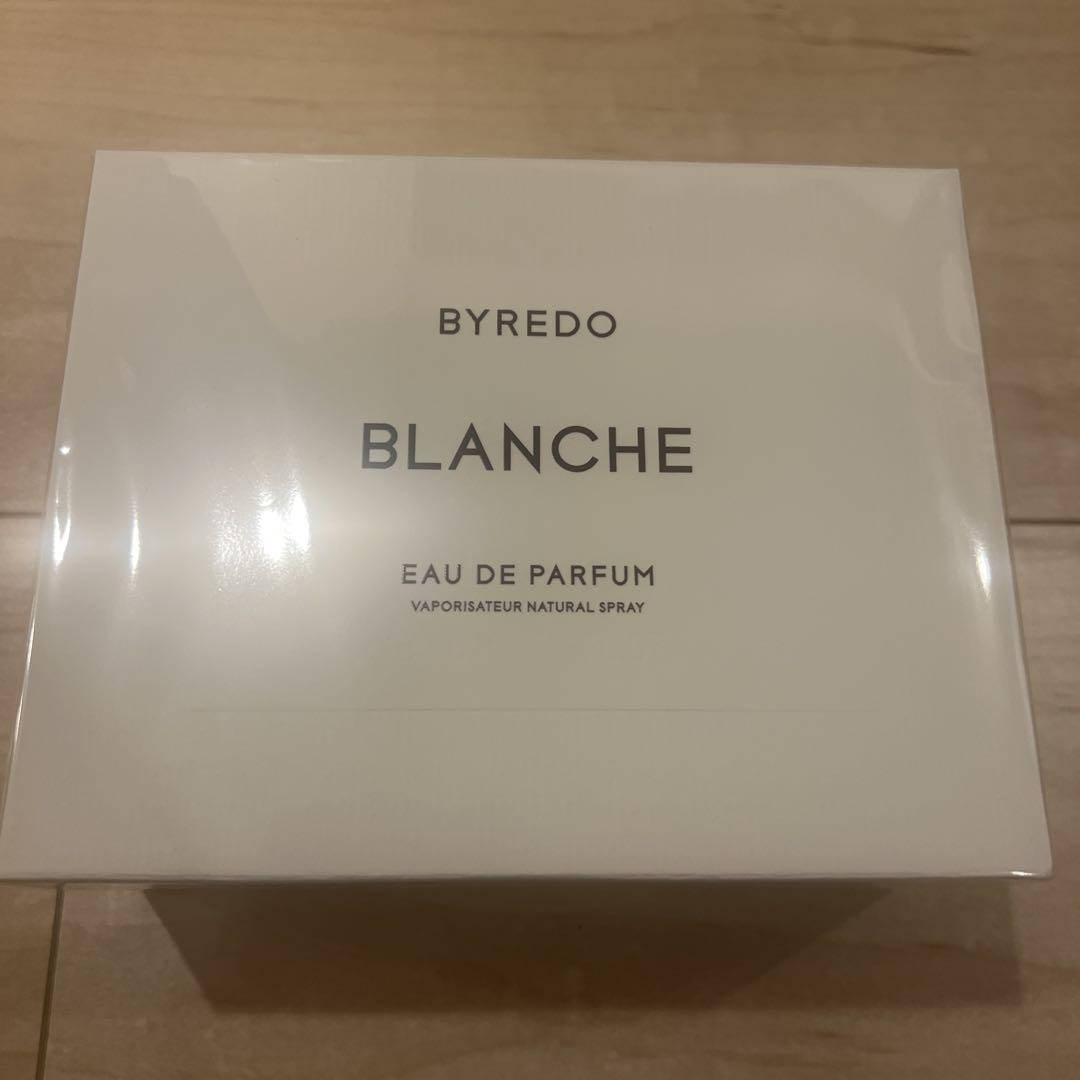 BYREDO
BLANCHE
EAU DE PARFUM
VAPORISATEUR NATURAL SPRAY